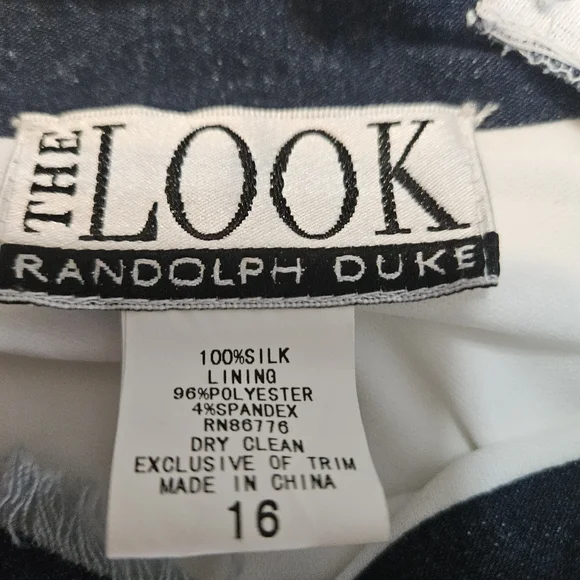 THE LOOK
RANDOLPH DUKE
100%SILK
LINING
96%POLYESTER
4%SPANDEX
RN86776
DRY CLEAN
EXCLUSIVE OF TRIM
MADE IN CHINA
16